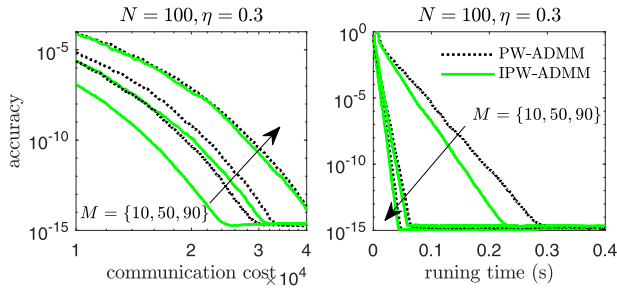 N = 100, η = 0.3
accuracy
10^-5
10^-10
10^-15
M = {10, 50, 90}
1 2 3 4
communication cost ×10^4
N = 100, η = 0.3
10^0
10^-5
10^-10
10^-15
PW-ADMM
IPW-ADMM
M = {10, 50, 90}
0 0.1 0.2 0.3 0.4
runing time (s)